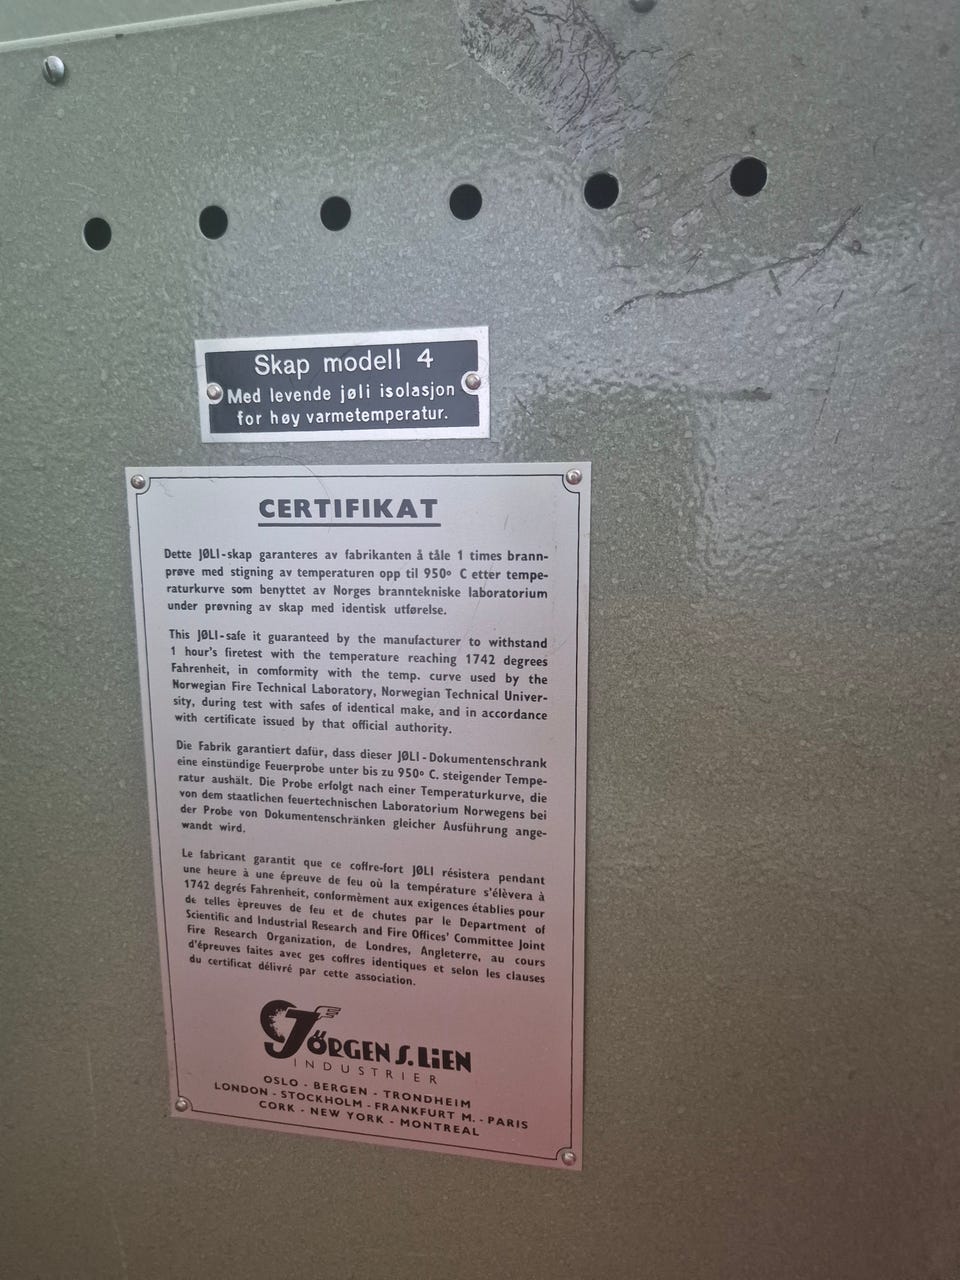 Skap modell 4
Med levende jøli isolasjon
for høy varmetemperatur.
CERTIFIKAT
Dette JØLI-skap garanteres av fabrikanten å tåle 1 times brann-
prøve med stigning av temperaturen opp til 950° C etter tempe-
raturkurve som benyttet av Norges branntekniske laboratorium
under prøvning av skap med identisk utførelse.
This JØLI-safe it guaranteed by the manufacturer to withstand
1 hour's firetest with the temperature reaching 1742 degrees
Fahrenheit, in comformity with the temp. curve used by the
Norwegian Fire Technical Laboratory, Norwegian Technical Univer-
sity, during test with safes of identical make, and in accordance
with certificate issued by that official authority.
Die Fabrik garantiert dafür, dass dieser JØLI-Dokumentenschrank
eine einstündige Feuerprobe unter bis zu 950° C. steigender Tempe-
ratur aushält. Die Probe erfolgt nach einer Temperaturkurve, die
von dem staatlichen feuertechnischen Laboratorium Norwegens bei
der Probe von Dokumentenschränken gleicher Ausführung ange-
wandt wird.
Le fabricant garantit que ce coffre-fort JØLI résistera pendant
une heure à une épreuve de feu où la température s'élèvera à
1742 degrés Fahrenheit, conformèment aux exigences établies pour
de telles èpreuves de feu et de chutes par le Department of
Scientific and Industrial Research and Fire Offices' Committee Joint
Fire Research Organization, de Londres, Angleterre, au cours
d'épreuves faites avec ges coffres identiques et selon les clauses
du certificat délivré par cette association.
JÖRGEN S. LIEN
INDUSTRIER
OSLO - BERGEN - TRONDHEIM
LONDON - STOCKHOLM - FRANKFURT M. - PARIS
CORK - NEW YORK - MONTREAL